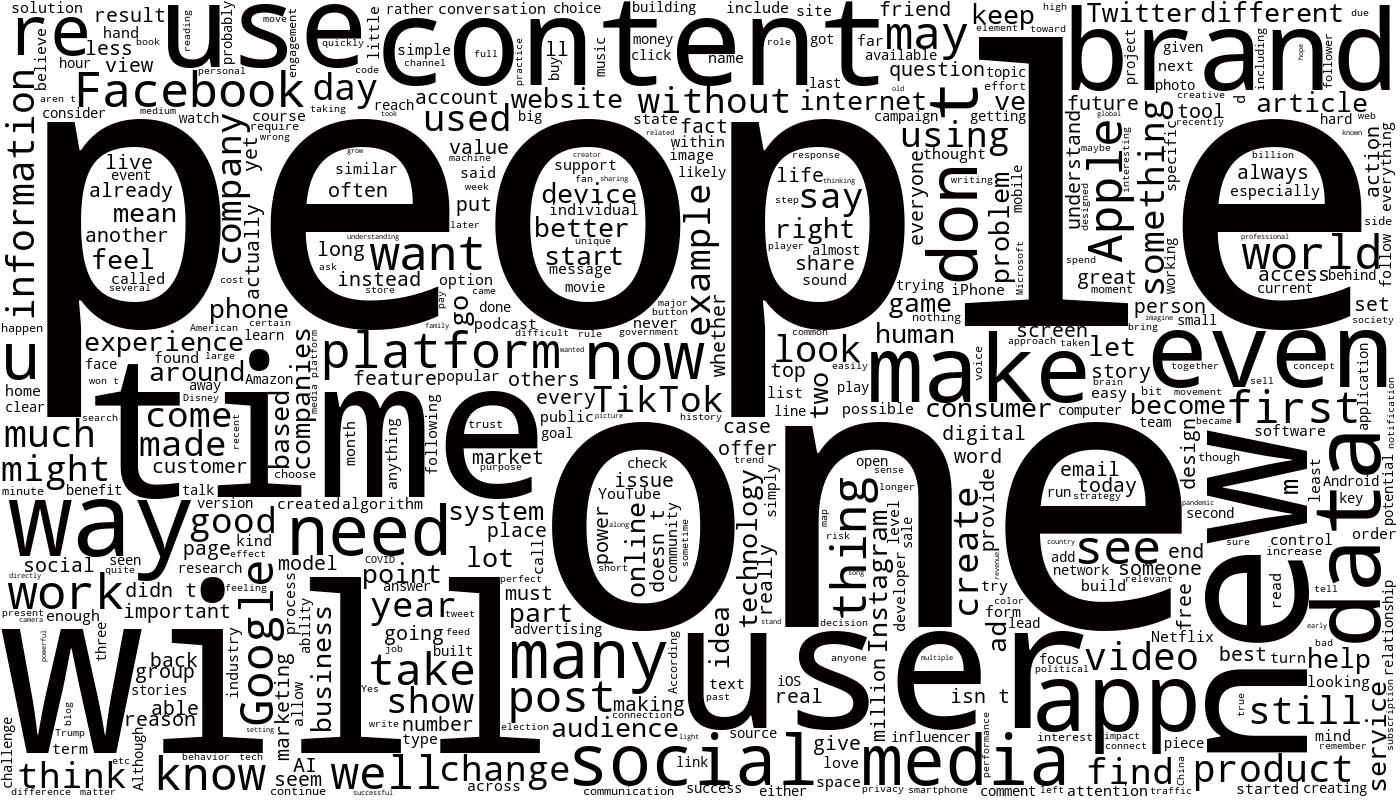 solution
result
use
content
rather
conversation
choice
building
include
site
friend
keep
high
Twitter
different
due
re
hand
less
book
hour
view
believe
reading
probably
move
engagement
quickly
little
simple
channel
full
practice
buy
ll
music
money
click
role
name
got
last
far
available
may
question
element
toward
topic
effort
brand
project
given
next
photo
including
hope
follower
personal
code
Facebook
day
taking
took
reach
account
website
big
without
internet
old
campaign
getting
ve
future
creative
tool
recently
d
article
hard
web
aren t
consider
medium
watch
course
require
wrong
used
value
state
related
fact
within
image
likely
using
thought
don t
understand
global
maybe
Apple
interesting
designed
something
specific
working
known
action
everything
information
people
live
event
already
mean
another
feel
called
several
company
yet
actually
cost
grow
similar
often
understanding
long
want
ask
instead
store
machine
said
week
put
later
option
creator
support
fan
sharing
device
individual
better
unique
start
message
movie
example
response
life
thinking
step
say
right
player
almost
share
sound
everyone
writing
problem
mobile
Microsoft
iPhone
trying
game
nothing
human
spend
great
moment
billion
always
especially
professional
world
access
behind
current
side
follow
set
society
person
small
imagine
bring
happen
phone
American
certain
learn
experience
pay
go
came
done
podcast
family
difficult
rule
major
button
never
government
whether
common
look
screen
approach
taken
let
even
u
face
found
large
around
won t
away
Amazon
Disney
companies
media platform
platform
wanted
now
feature
popular
others
every
TikTok
public
picture
history
goal
top
easily
list
line
two
play
possible
make
voice
consumer
computer
story
brain
easy
bit
together
movement
sell
concept
application
notification
home
clear
search
time
come
made
recent
customer
based
choose
month
anything
following
trust
market
purpose
case
offer
trend
digital
word
become
became
team
first
software
much
might
minute
benefit
talk
version
created
algorithm
system
place
one
check
issue
YouTube
power
along
online
short
doesn t
community
sometime
technology
simply
really
open
sense
longer
map
risk
thing
song
Instagram
level
sale
developer
decision
create
provide
revenue
email
today
run
strategy
country
see
add
network
someone
build
relevant
end
design
though
pandemic
second
new
m
least
Android
key
potential
data
order
way
good
kind
page
effect
research
need
lot
call
social
seen
quite
directly
model
COVID
point
answer
perfect
must
part
sure
control
increase
read
tell
early
work
didn t
feeling
present
camera
enough
important
three
powerful
Google
process
ability
year
tweet
going
feed
job
built
advertising
idea
stand
try
color
form
lead
ad
free
Netflix
best
turn
bad
help
looking
relationship
subscription
will
back
group
stories
able
reason
industry
setting
marketing
allow
business
take
Yes
show
write
number
type
many
According
post
making
connection
election
audience
light
text
past
user
iOS
real
anyone
million
multiple
isn t
focus
political
video
app
true
still
mind
remember
service
challenge
blog
Trump
term
etc
Although
behavior
tech
think
difference
matter
know
AI
seem
continue
well
successful
change
across
social
communication
link
source
success
either
give
love
space
influencer
media
privacy
smartphone
performance
interest
impact
connect
piece
comment
left
find
attention
China
traffic
product
started
creating